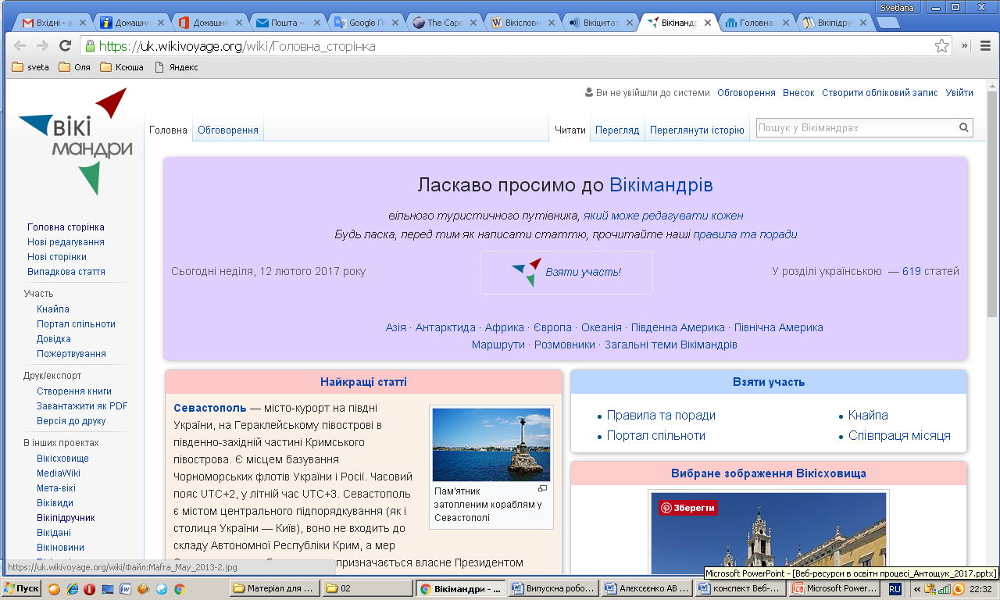 Svetlana
Вхідні - а
Домашня
Домашня
Пошта –
Google П
The Cape
Вікісловн
Вікіцитат
Вікімандр
Головна
Вікіпідру
https://uk.wikivoyage.org/wiki/Головна_сторінка
sveta Оля Ксюша Яндекс
Ви не увійшли до системи Обговорення Внесок Створити обліковий запис Увійти
вікі
мандри
Головна Обговорення Читати Перегляд Переглянути історію Пошук у Вікімандрах
Ласкаво просимо до Вікімандрів
вільного туристичного путівника, який може редагувати кожен
Будь ласка, перед тим як написати статтю, прочитайте наші правила та поради
Сьогодні неділя, 12 лютого 2017 року
Взяти участь!
У розділі українською — 619 статей
Азія · Антарктида · Африка · Європа · Океанія · Південна Америка · Північна Америка
Маршрути · Розмовники · Загальні теми Вікімандрів
Головна сторінка
Нові редагування
Нові сторінки
Випадкова стаття
Участь
Кнайпа
Портал спільноти
Довідка
Пожертвування
Друк/експорт
Створення книги
Завантажити як PDF
Версія до друку
В інших проектах
Вікісховище
MediaWiki
Мета-вікі
Віківиди
Вікіпідручник
Вікідані
Вікіновини
Найкращі статті
Севастополь — місто-курорт на півдні
України, на Гераклейському півострові в
південно-західній частині Кримського
півострова. Є місцем базування
Чорноморських флотів України і Росії. Часовий
пояс UTC+2, у літній час UTC+3. Севастополь
є містом центрального підпорядкування (як і
столиця України — Київ), воно не входить до
складу Автономної Республіки Крим, а мер
призначається власне Президентом
Пам'ятник
затопленим кораблям у
Севастополі
Взяти участь
Правила та поради
Портал спільноти
Кнайпа
Співпраця місяця
Вибране зображення Вікісховища
Зберегти
https://uk.wikivoyage.org/wiki/Файл:Mafra_May_2013-2.jpg
Microsoft PowerPoint - [Веб-ресурси в освітн процесі_Антощук_2017.pptx]
Пуск
Матеріал для ...
02
Вікімандри - ...
Випускна робо...
Алексєєнко АВ ...
конспект Веб-...
Microsoft Power...
RU
22:32